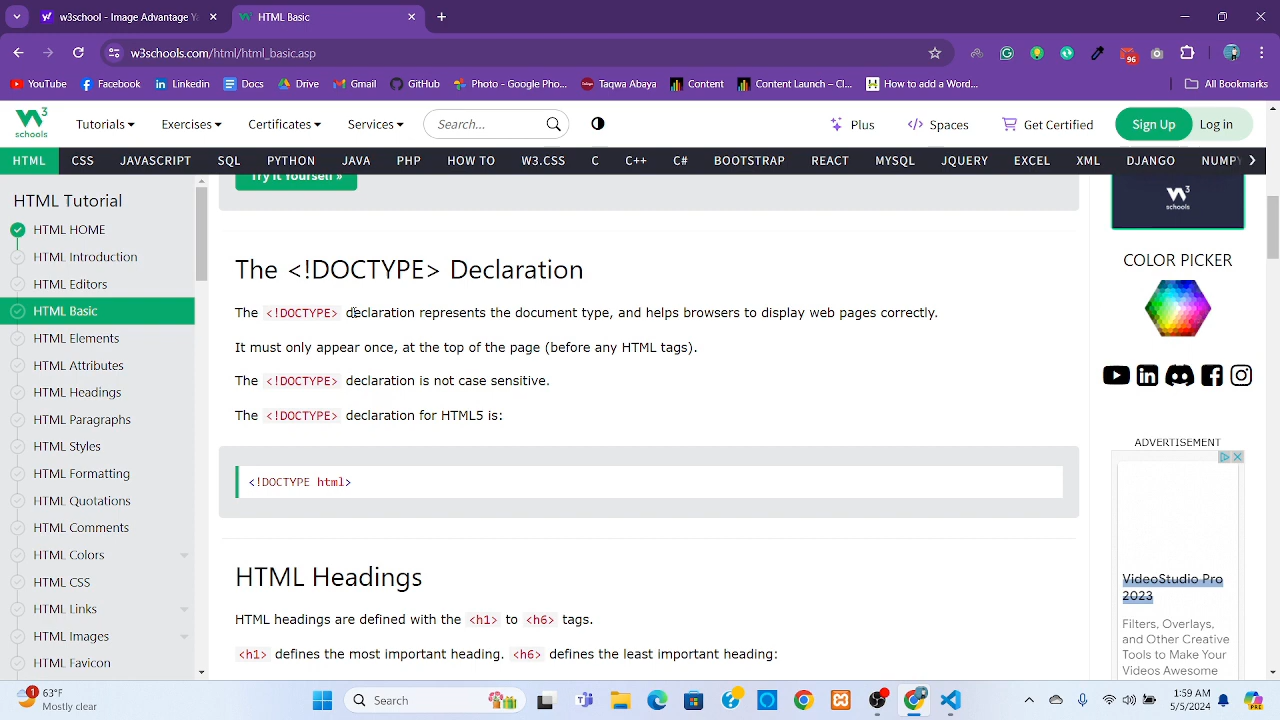 w3school - Image Advantage Y
HTML Basic
w3schools.com/html/html_basic.asp
96
YouTube
Facebook
Linkedin
Docs
Drive
Gmail
GitHub
Photo - Google Pho...
Taqwa Abaya
Content
Content Launch – Cl...
How to add a Word...
All Bookmarks
W3
schools
Tutorials
Exercises
Certificates
Services
Search...
Plus
Spaces
Get Certified
Sign Up
Log in
HTML CSS JAVASCRIPT SQL PYTHON JAVA PHP HOW TO W3.CSS C C++ C# BOOTSTRAP REACT MYSQL JQUERY EXCEL XML DJANGO NUMPY
HTML Tutorial
HTML HOME
HTML Introduction
HTML Editors
HTML Basic
HTML Elements
HTML Attributes
HTML Headings
HTML Paragraphs
HTML Styles
HTML Formatting
HTML Quotations
HTML Comments
HTML Colors
HTML CSS
HTML Links
HTML Images
HTML Favicon
Try it Yourself »
The <!DOCTYPE> Declaration
The <!DOCTYPE> declaration represents the document type, and helps browsers to display web pages correctly.
It must only appear once, at the top of the page (before any HTML tags).
The <!DOCTYPE> declaration is not case sensitive.
The <!DOCTYPE> declaration for HTML5 is:
<!DOCTYPE html>
HTML Headings
HTML headings are defined with the <h1> to <h6> tags.
<h1> defines the most important heading. <h6> defines the least important heading:
W3
schools
COLOR PICKER
ADVERTISEMENT
VideoStudio Pro
2023
Filters, Overlays,
and Other Creative
Tools to Make Your
Videos Awesome
1
63°F
Mostly clear
Search
1:59 AM
5/5/2024